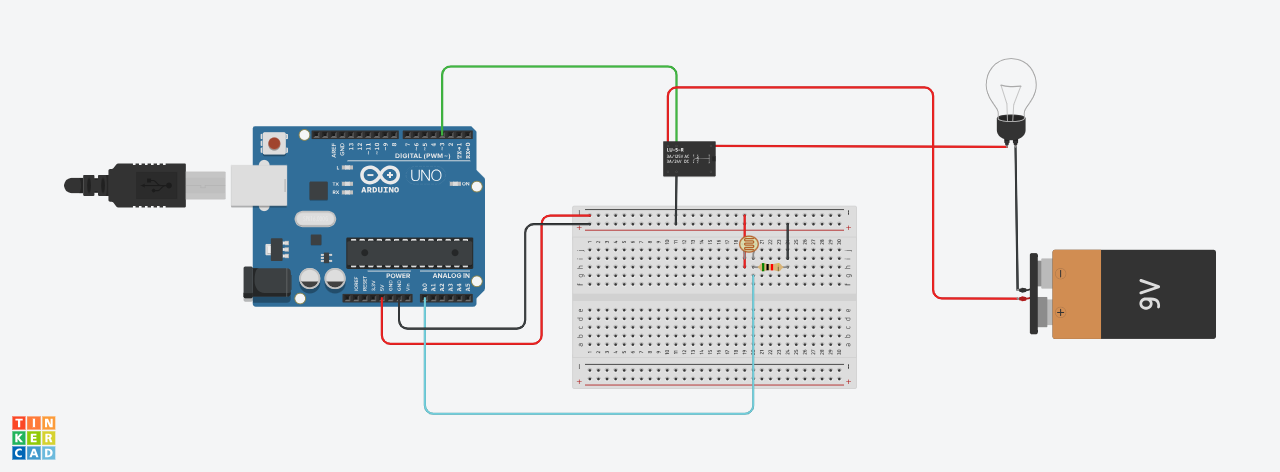 AREF
GND
13
12
~11
~10
~9
8
7
~6
~5
4
~3
2
TX→1
RX←0
DIGITAL (PWM~)
L
TX
RX
UNO
ON
ARDUINO
POWER
ANALOG IN
IOREF
RESET
3.3V
5V
GND
GND
Vin
A0
A1
A2
A3
A4
A5
LU-5-R
9V
TIN
KER
CAD